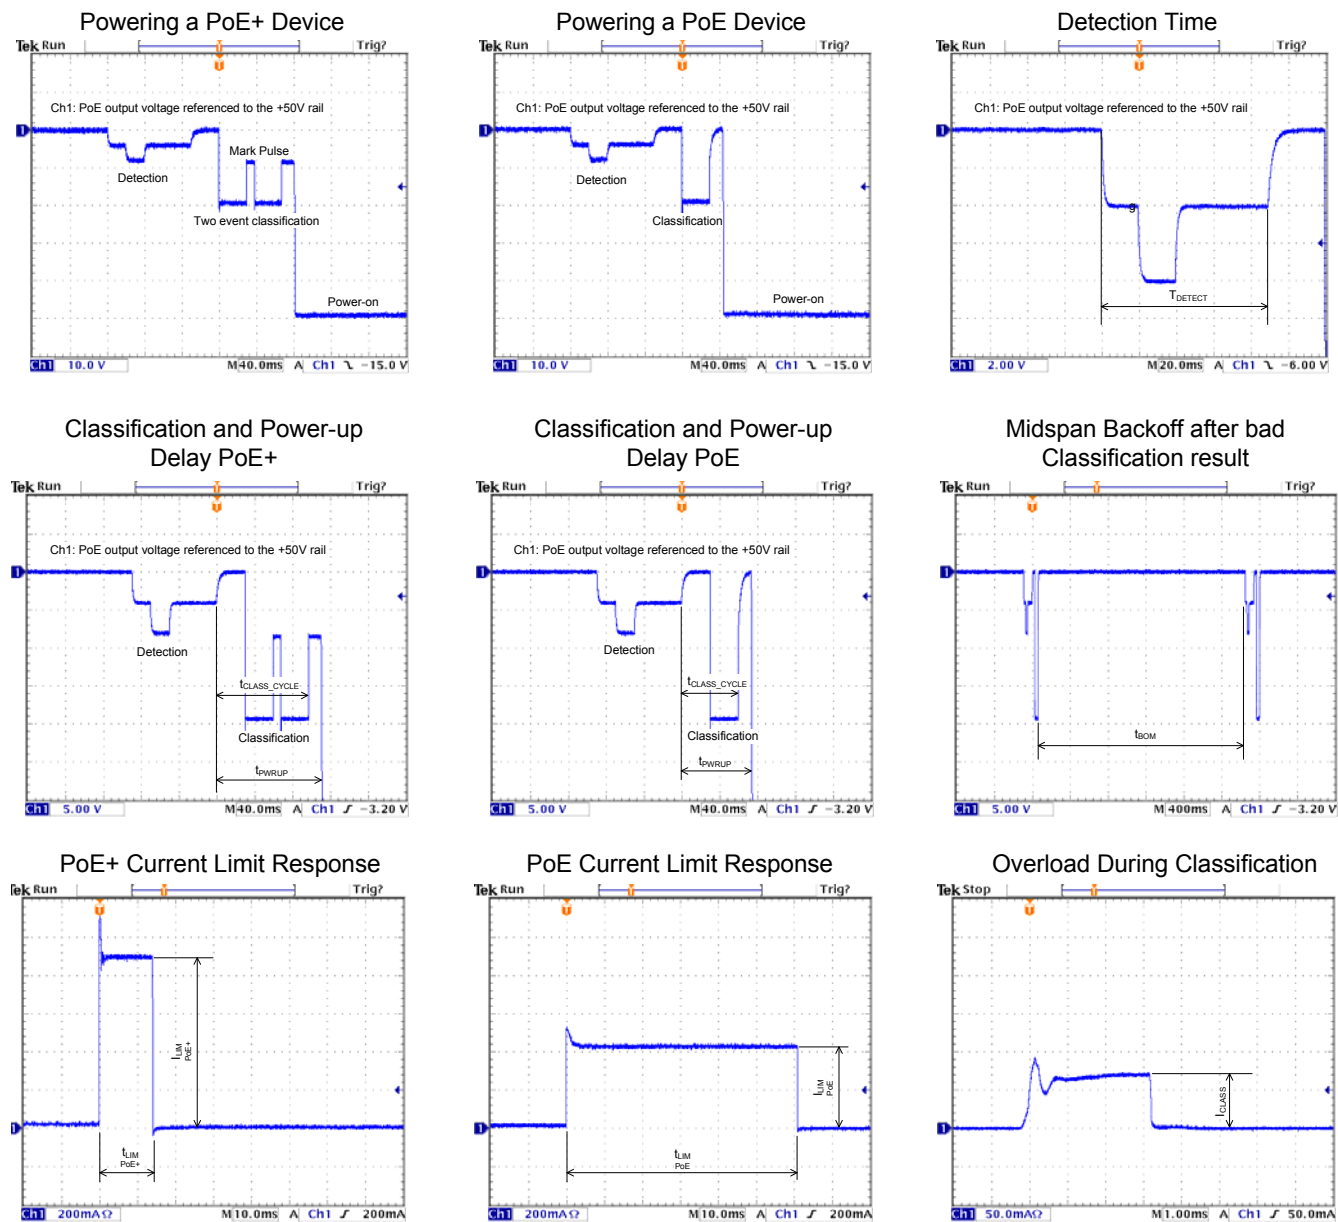 Powering a PoE+ Device
Tek Run Trig?
Ch1: PoE output voltage referenced to the +50V rail
1
Mark Pulse
Detection
Two event classification
Power-on
Ch1 10.0 V M 40.0ms A Ch1 -15.0 V
Powering a PoE Device
Tek Run Trig?
Ch1: PoE output voltage referenced to the +50V rail
1
Detection
Classification
Power-on
Ch1 10.0 V M 40.0ms A Ch1 -15.0 V
Detection Time
Tek Run Trig?
Ch1: PoE output voltage referenced to the +50V rail
1
g
TDETECT
Ch1 2.00 V M 20.0ms A Ch1 -6.00 V
Classification and Power-up
Delay PoE+
Tek Run Trig?
Ch1: PoE output voltage referenced to the +50V rail
1
Detection
tCLASS_CYCLE
Classification
tPWRUP
Ch1 5.00 V M 40.0ms A Ch1 -3.20 V
Classification and Power-up
Delay PoE
Tek Run Trig?
Ch1: PoE output voltage referenced to the +50V rail
1
Detection
tCLASS_CYCLE
Classification
tPWRUP
Ch1 5.00 V M 40.0ms A Ch1 -3.20 V
Midspan Backoff after bad
Classification result
Tek Run Trig?
1
tBOM
Ch1 5.00 V M 400ms A Ch1 -3.20 V
PoE+ Current Limit Response
Tek Run Trig?
ILIM
PoE+
1
tLIM
PoE+
Ch1 200mAΩ M 10.0ms A Ch1 200mA
PoE Current Limit Response
Tek Run Trig?
ILIM
PoE
1
tLIM
PoE
Ch1 200mAΩ M 10.0ms A Ch1 200mA
Overload During Classification
Tek Stop
ICLASS
1
Ch1 50.0mAΩ M 1.00ms A Ch1 50.0mA